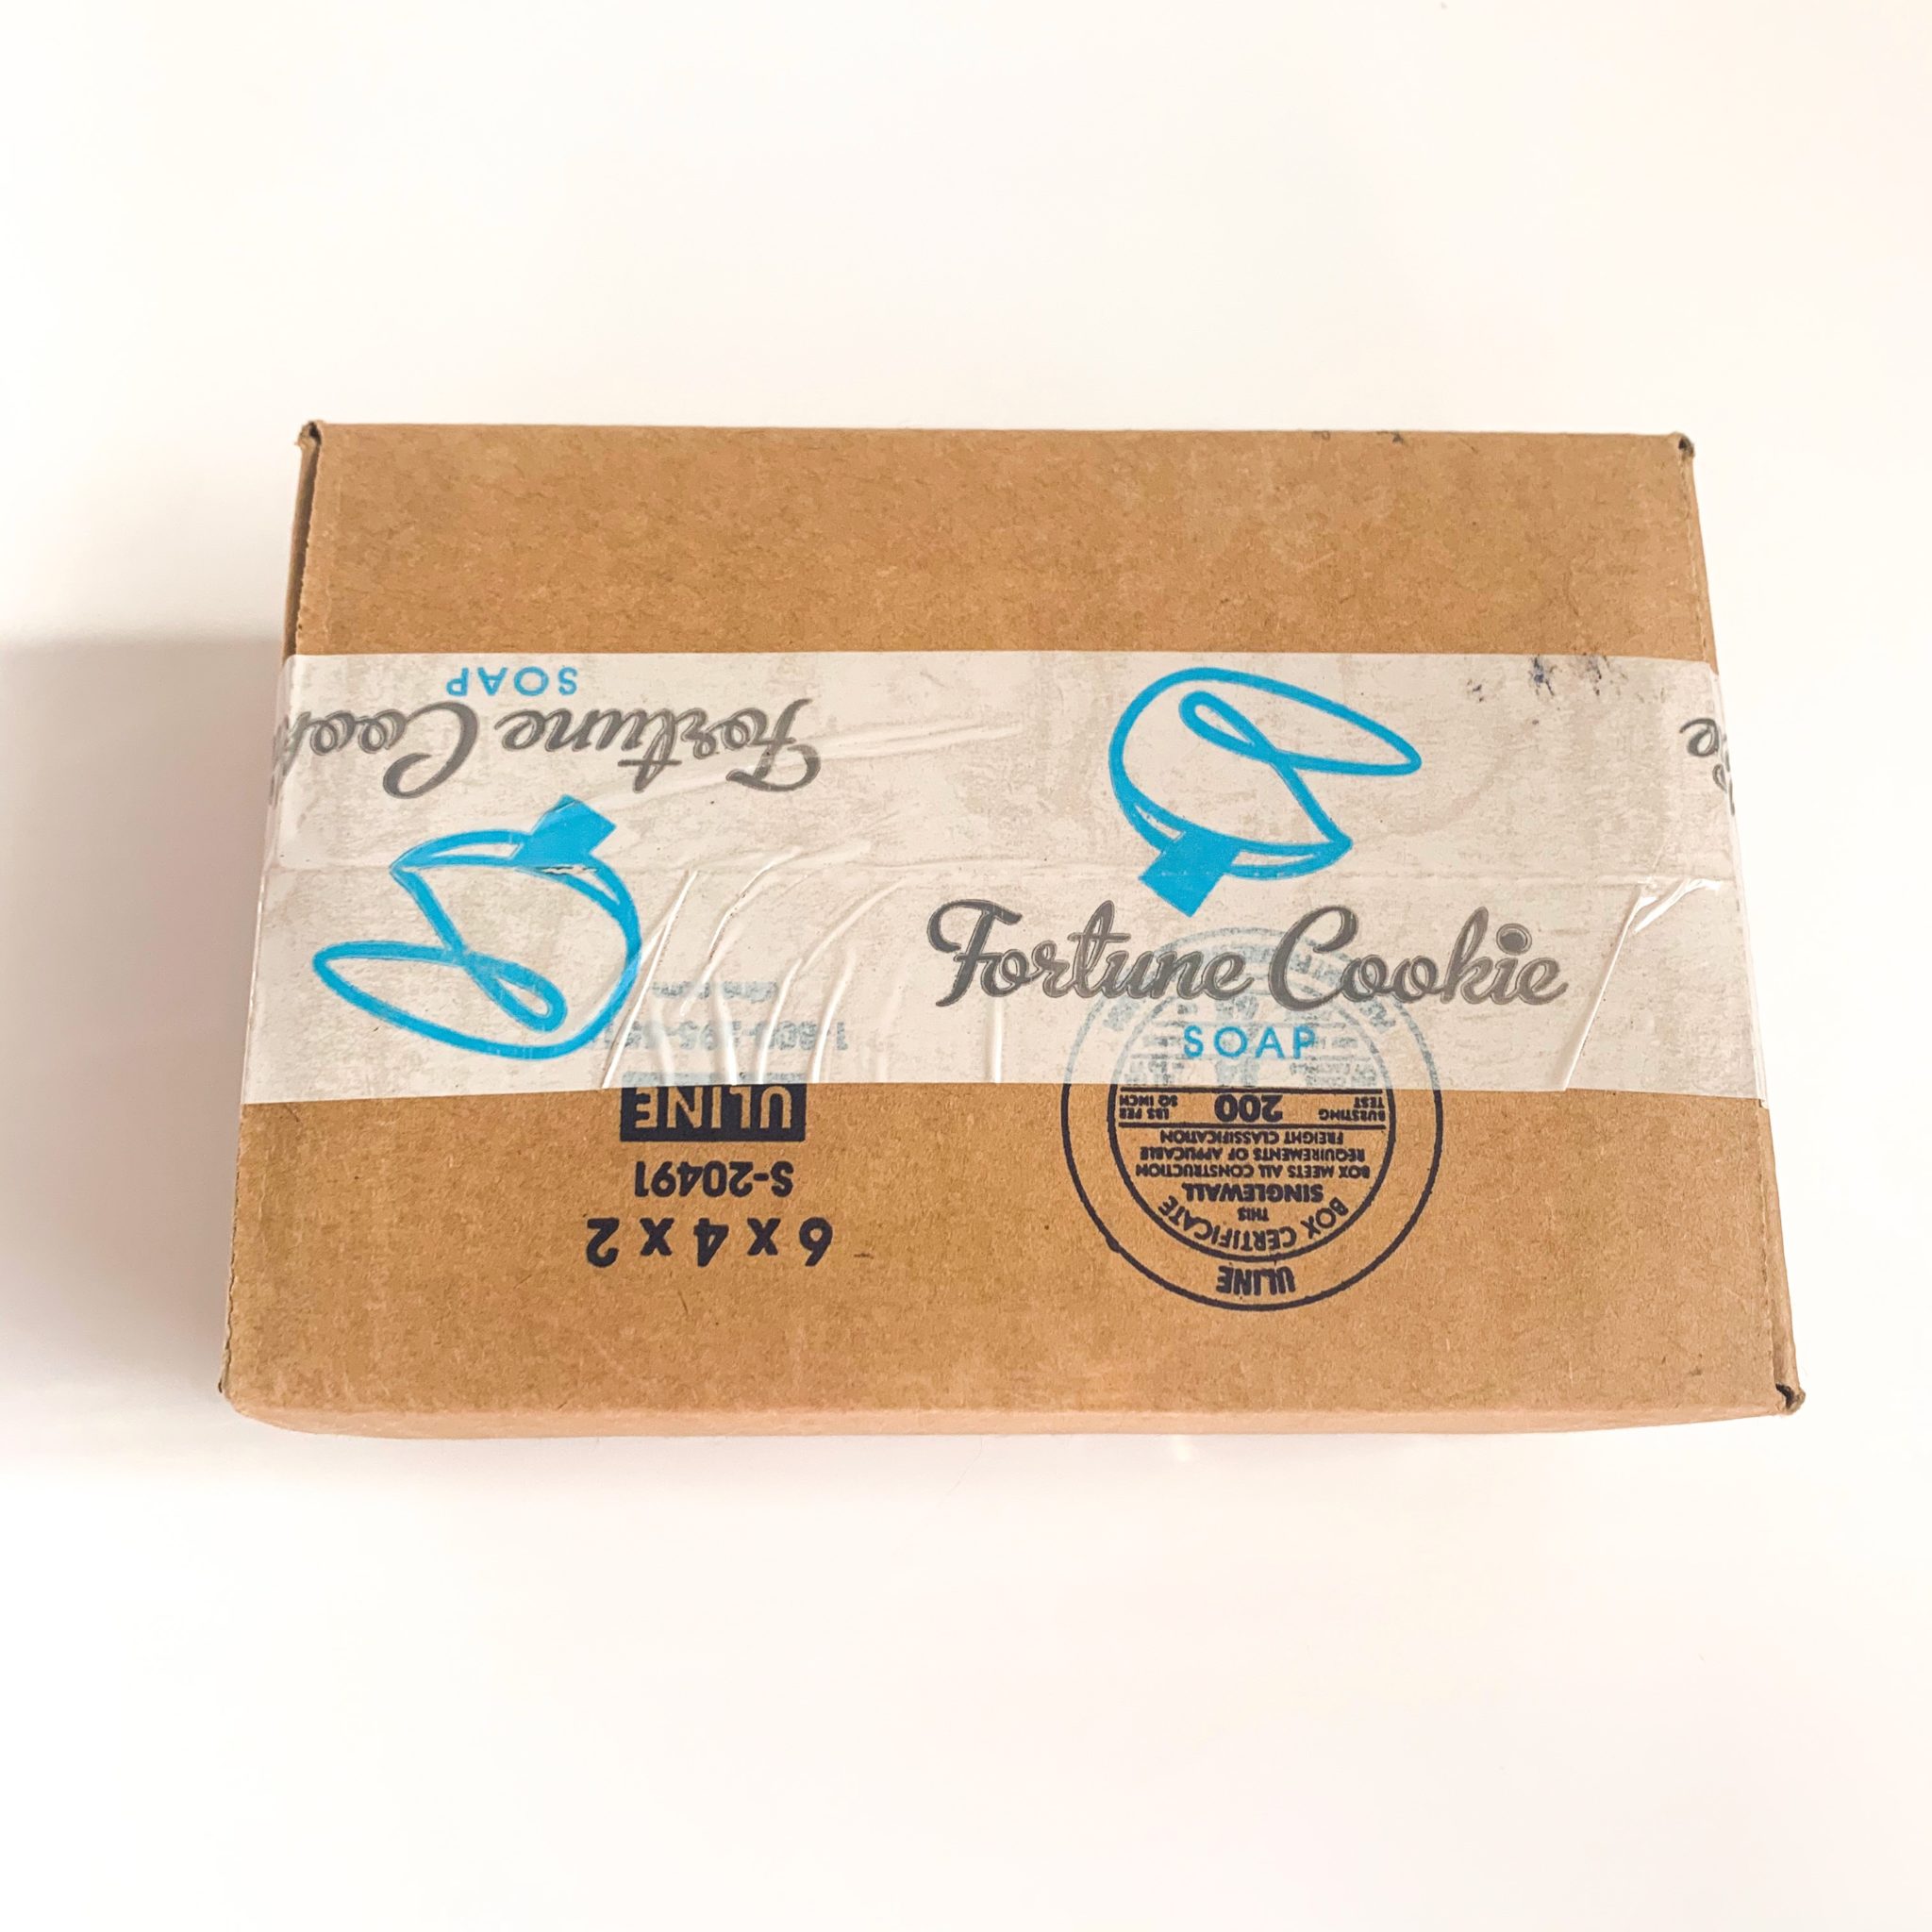 Fortune Cook
SOAP
Fortune Cookie
SOAP
ULINE
S-20491
6 x 4 x 2
200
BURSTING
TEST
LBS PER
SQ INCH
BOX MEETS ALL CONSTRUCTION
REQUIREMENTS OF APPLICABLE
FREIGHT CLASSIFICATION
THIS
SINGLEWALL
BOX CERTIFICATE
ULINE